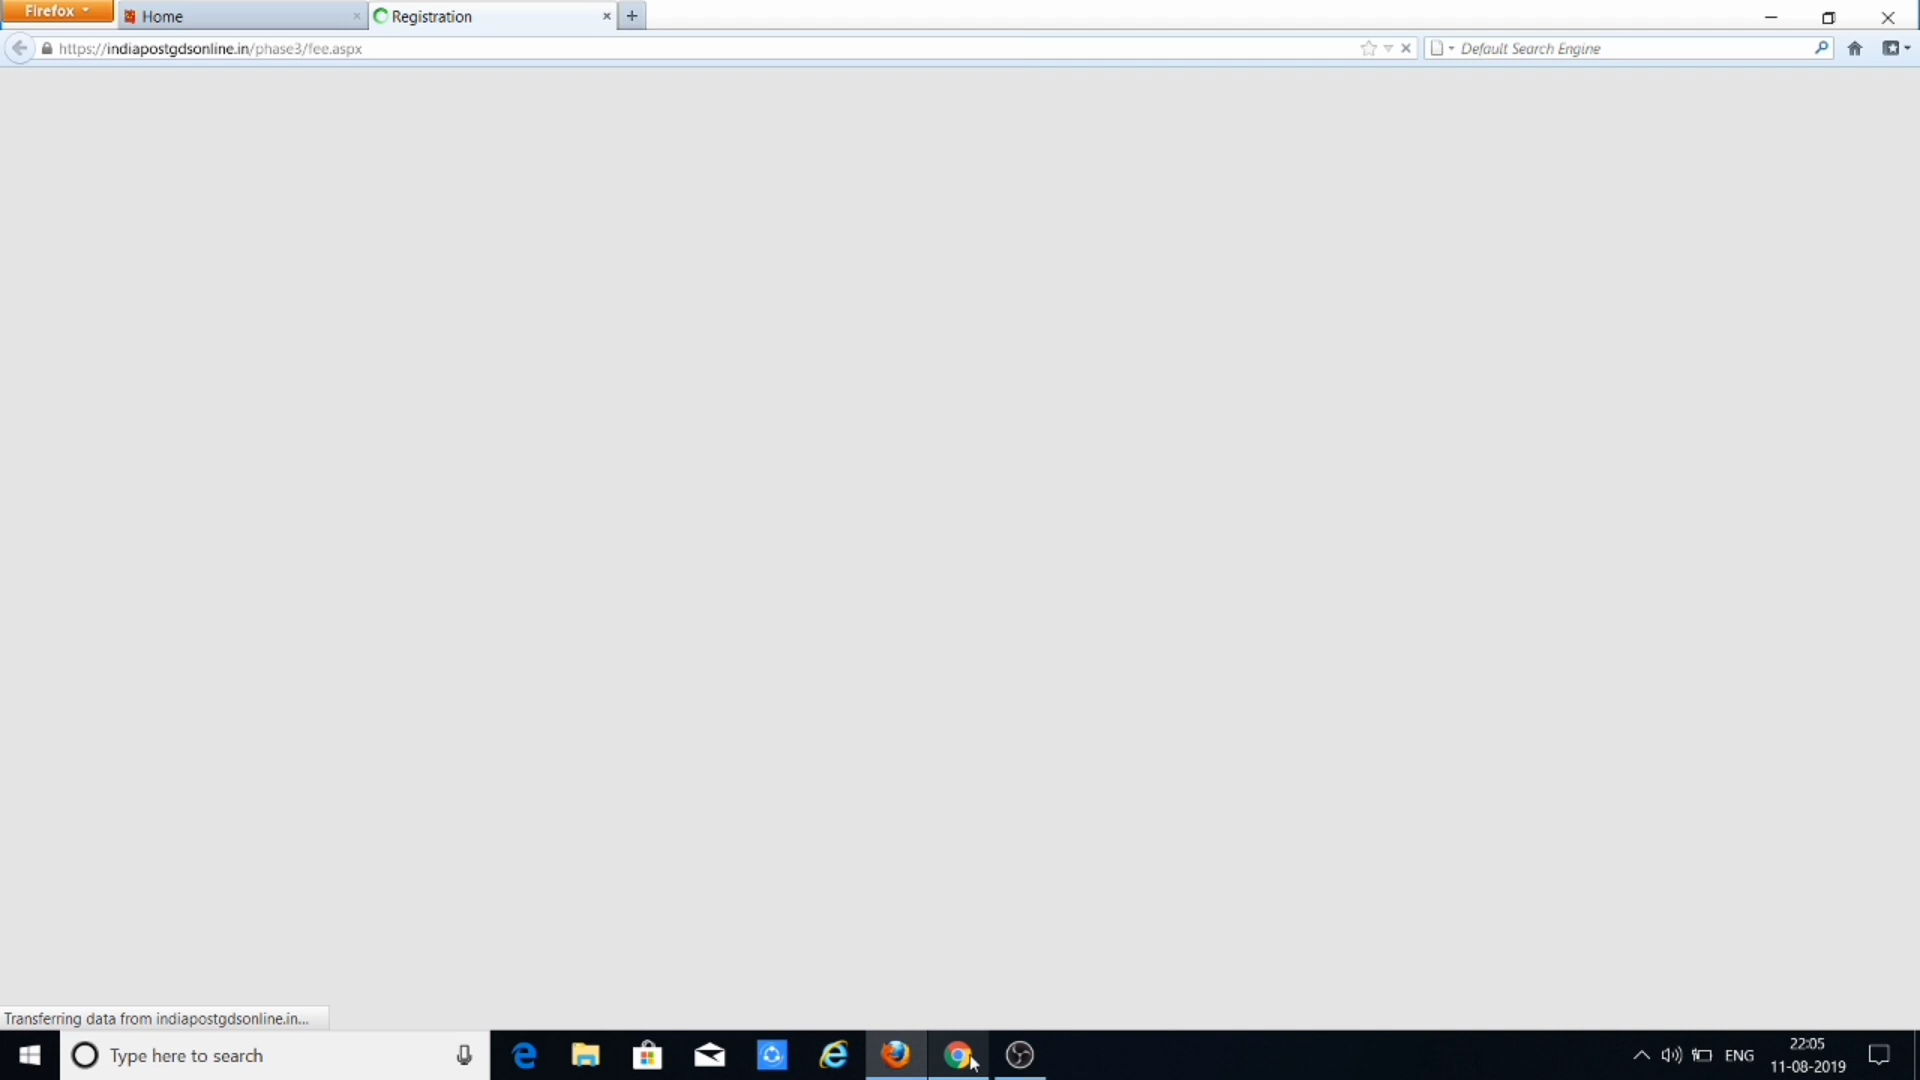 Firefox
Home
Registration
https://indiapostgdsonline.in/phase3/fee.aspx
Default Search Engine
Transferring data from indiapostgdsonline.in...
Type here to search
ENG
22:05
11-08-2019